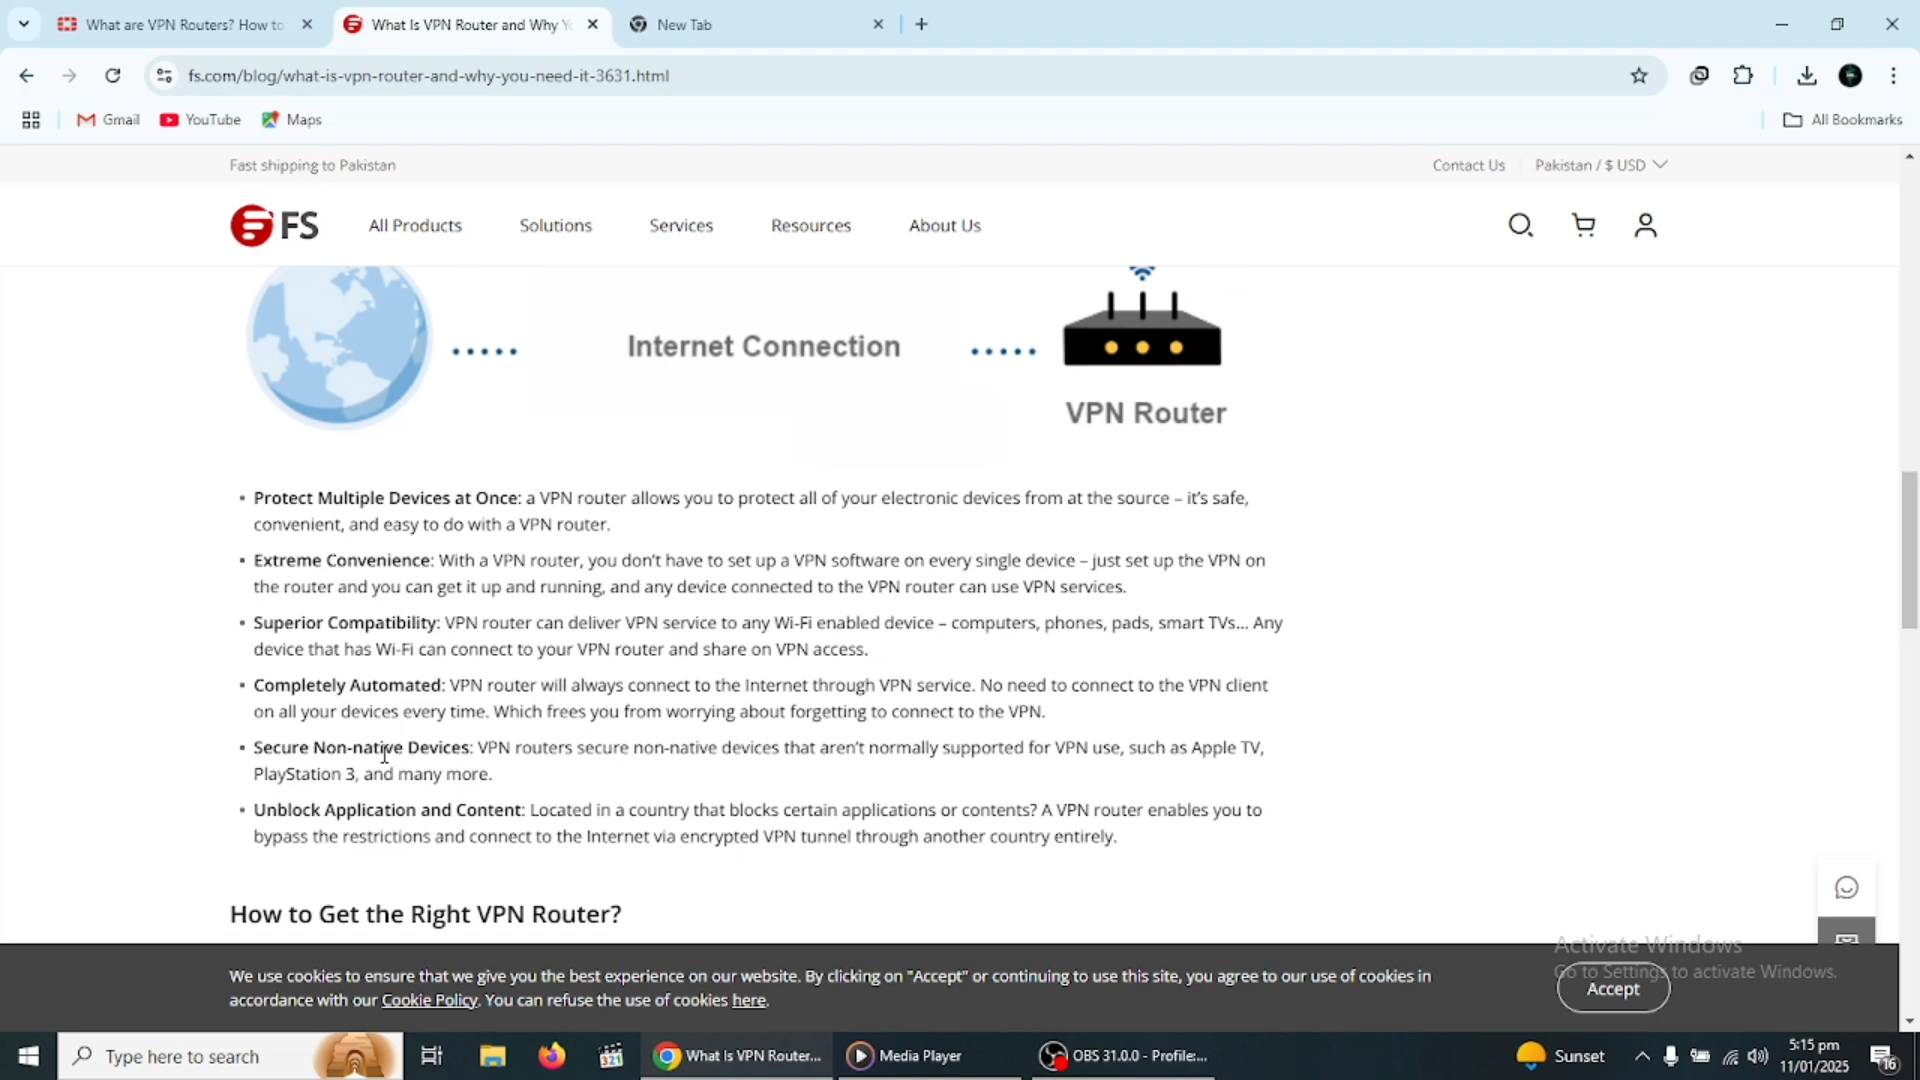 What are VPN Routers? How to
What Is VPN Router and Why Y
New Tab
fs.com/blog/what-is-vpn-router-and-why-you-need-it-3631.html
Gmail
YouTube
Maps
All Bookmarks
Fast shipping to Pakistan
Contact Us
Pakistan / $ USD
FS
All Products
Solutions
Services
Resources
About Us
Internet Connection
VPN Router
Protect Multiple Devices at Once: a VPN router allows you to protect all of your electronic devices from at the source – it's safe,
convenient, and easy to do with a VPN router.
Extreme Convenience: With a VPN router, you don't have to set up a VPN software on every single device – just set up the VPN on
the router and you can get it up and running, and any device connected to the VPN router can use VPN services.
Superior Compatibility: VPN router can deliver VPN service to any Wi-Fi enabled device – computers, phones, pads, smart TVs... Any
device that has Wi-Fi can connect to your VPN router and share on VPN access.
Completely Automated: VPN router will always connect to the Internet through VPN service. No need to connect to the VPN client
on all your devices every time. Which frees you from worrying about forgetting to connect to the VPN.
Secure Non-native Devices: VPN routers secure non-native devices that aren't normally supported for VPN use, such as Apple TV,
PlayStation 3, and many more.
Unblock Application and Content: Located in a country that blocks certain applications or contents? A VPN router enables you to
bypass the restrictions and connect to the Internet via encrypted VPN tunnel through another country entirely.
How to Get the Right VPN Router?
We use cookies to ensure that we give you the best experience on our website. By clicking on "Accept" or continuing to use this site, you agree to our use of cookies in
accordance with our Cookie Policy. You can refuse the use of cookies here.
Accept
Activate Windows
Go to Settings to activate Windows.
Type here to search
321
What Is VPN Router...
Media Player
OBS 31.0.0 - Profile:...
Sunset
5:15 pm
11/01/2025
16